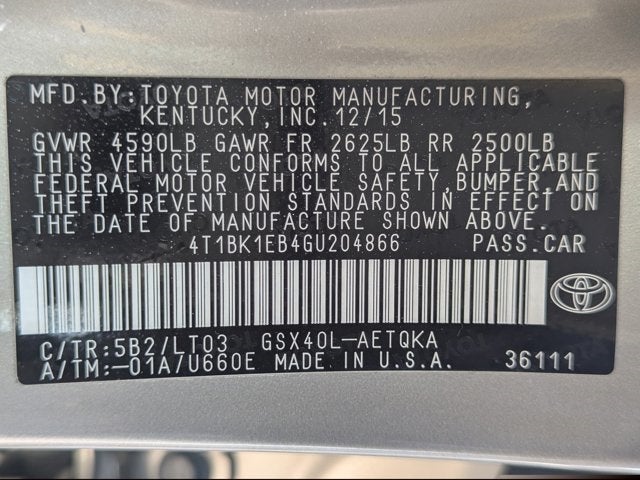 MFD.BY:TOYOTA MOTOR MANUFACTURING,
KENTUCKY,INC.12/15
GVWR 4590LB GAWR FR 2625LB RR 2500LB
THIS VEHICLE CONFORMS TO ALL APPLICABLE
FEDERAL MOTOR VEHICLE SAFETY,BUMPER,AND
THEFT PREVENTION STANDARDS IN EFFECT ON
THE DATE OF MANUFACTURE SHOWN ABOVE.
4T1BK1EB4GU204866 PASS.CAR
C/TR:5B2/LT03 GSX40L-AETQKA
A/TM:-01A/U660E MADE IN U.S.A. 36111